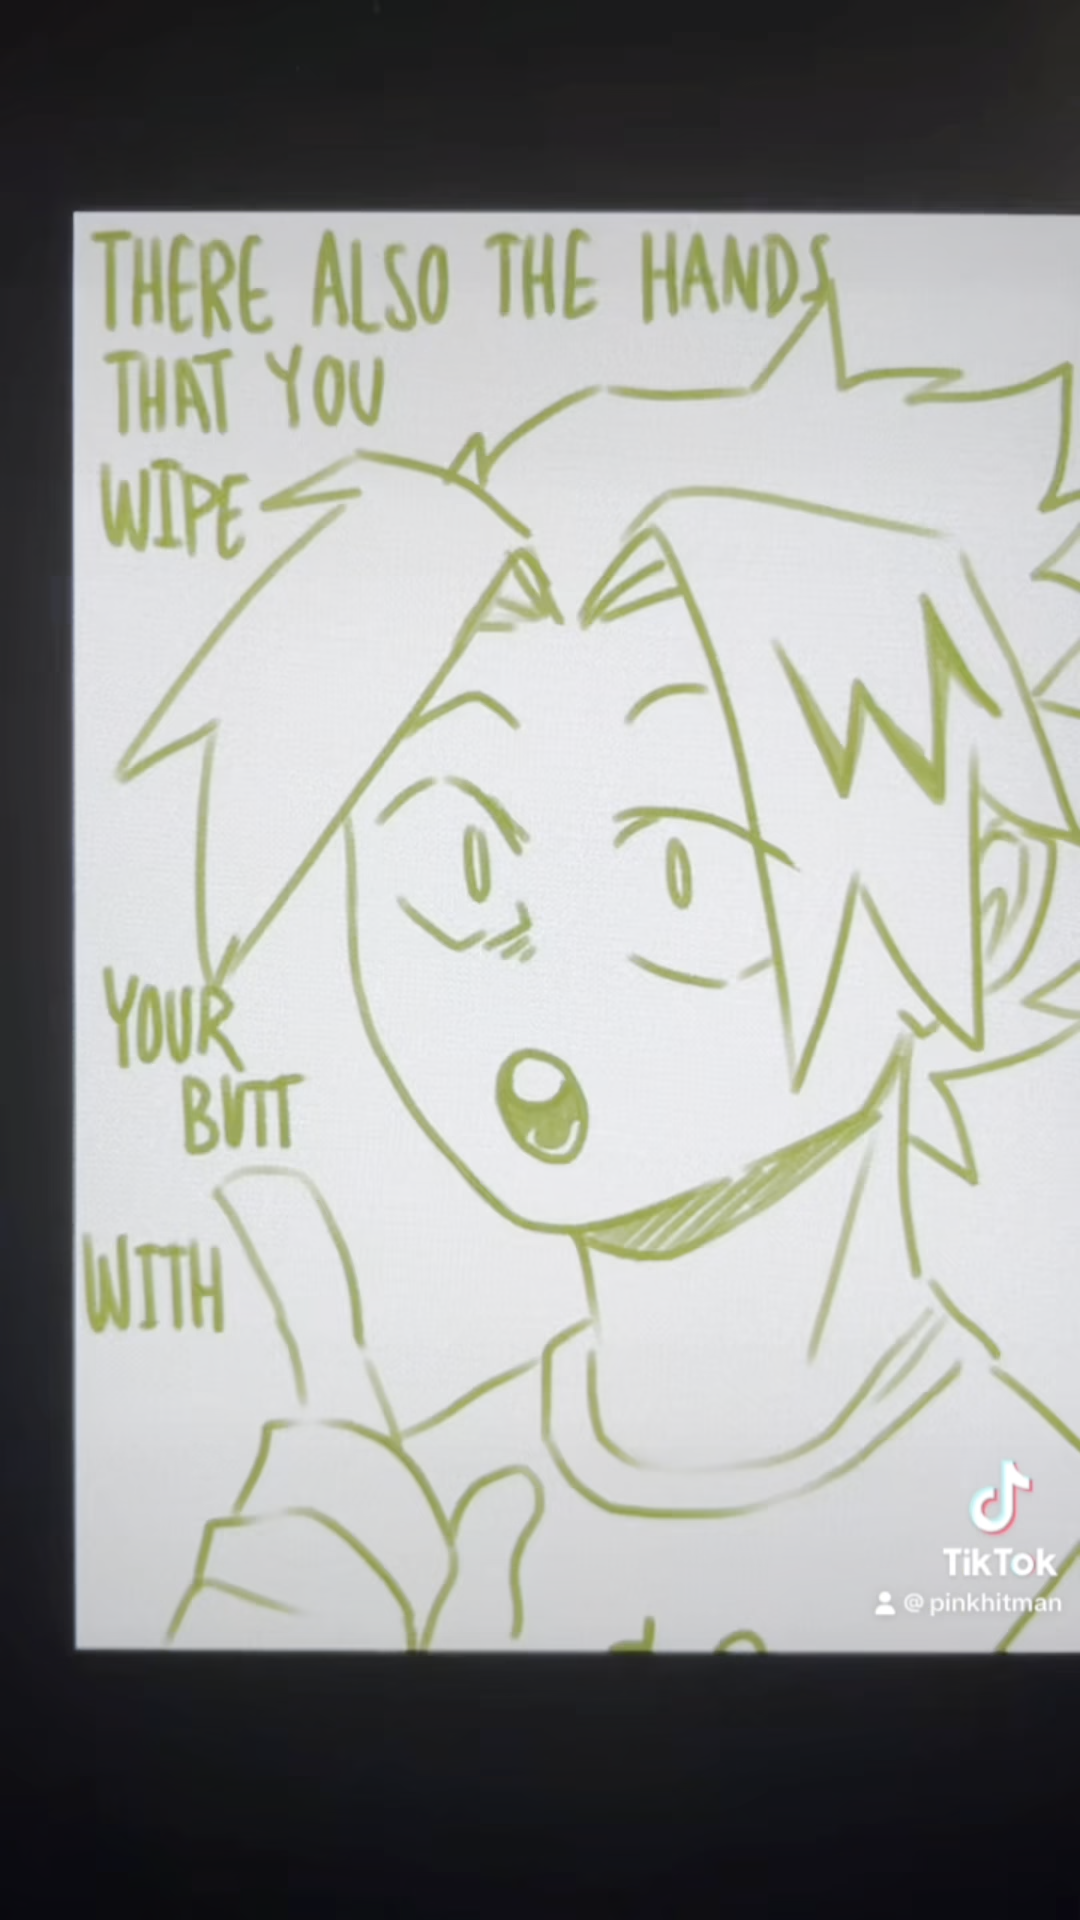 THERE ALSO THE HANDS
THAT YOU
WIPE
YOUR
BUTT
WITH
TikTok
@pinkhitman